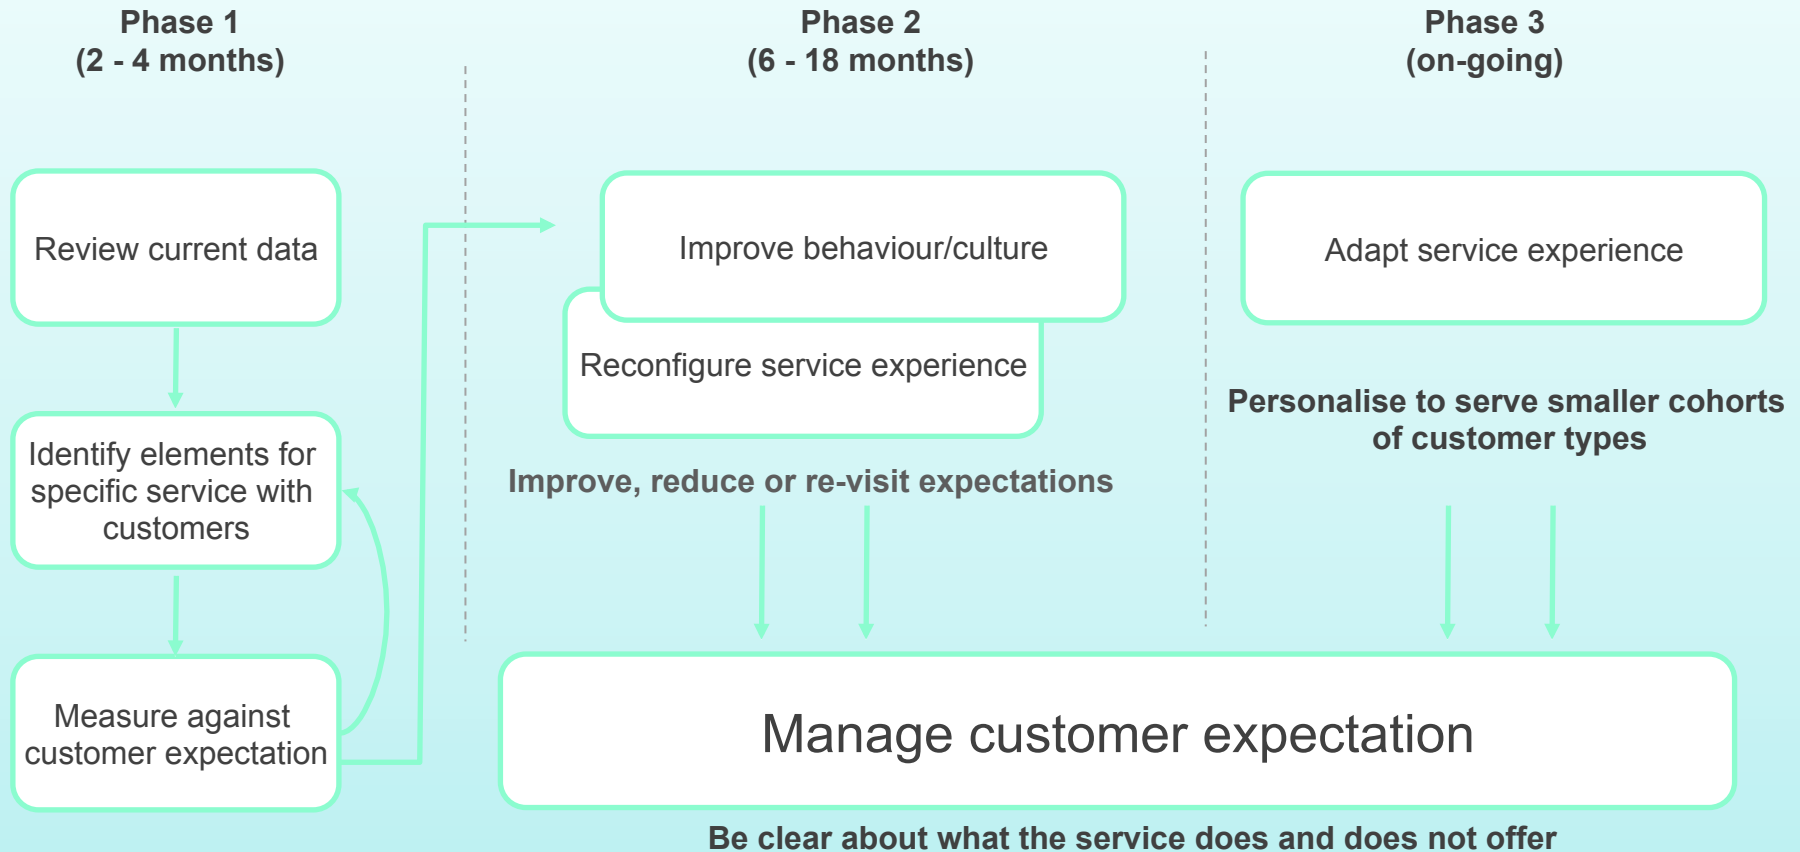 Phase 1
(2 - 4 months)
Phase 2
(6 - 18 months)
Phase 3
(on-going)
Review current data
Identify elements for
specific service with
customers
Measure against
customer expectation
Improve behaviour/culture
Reconfigure service experience
Improve, reduce or re-visit expectations
Adapt service experience
Personalise to serve smaller cohorts
of customer types
Manage customer expectation
Be clear about what the service does and does not offer